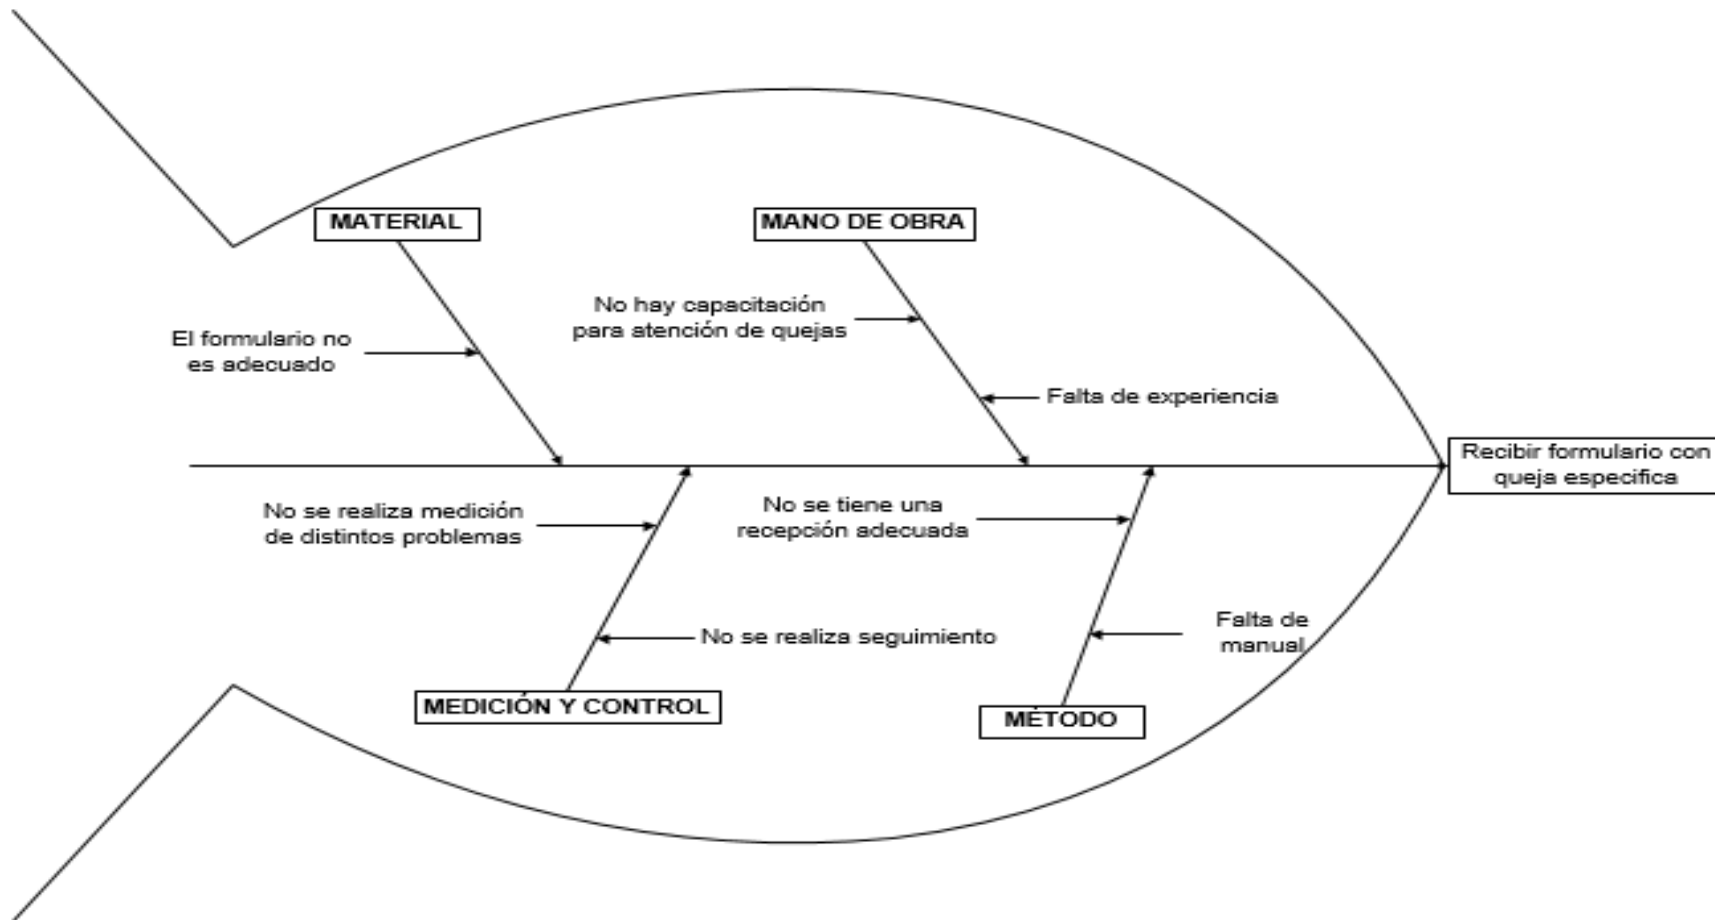 MATERIAL
MANO DE OBRA
No hay capacitación
para atención de quejas
El formulario no
es adecuado
Falta de experiencia
Recibir formulario con
queja especifica
No se realiza medición
de distintos problemas
No se tiene una
recepción adecuada
No se realiza seguimiento
Falta de
manual
MEDICIÓN Y CONTROL
MÉTODO